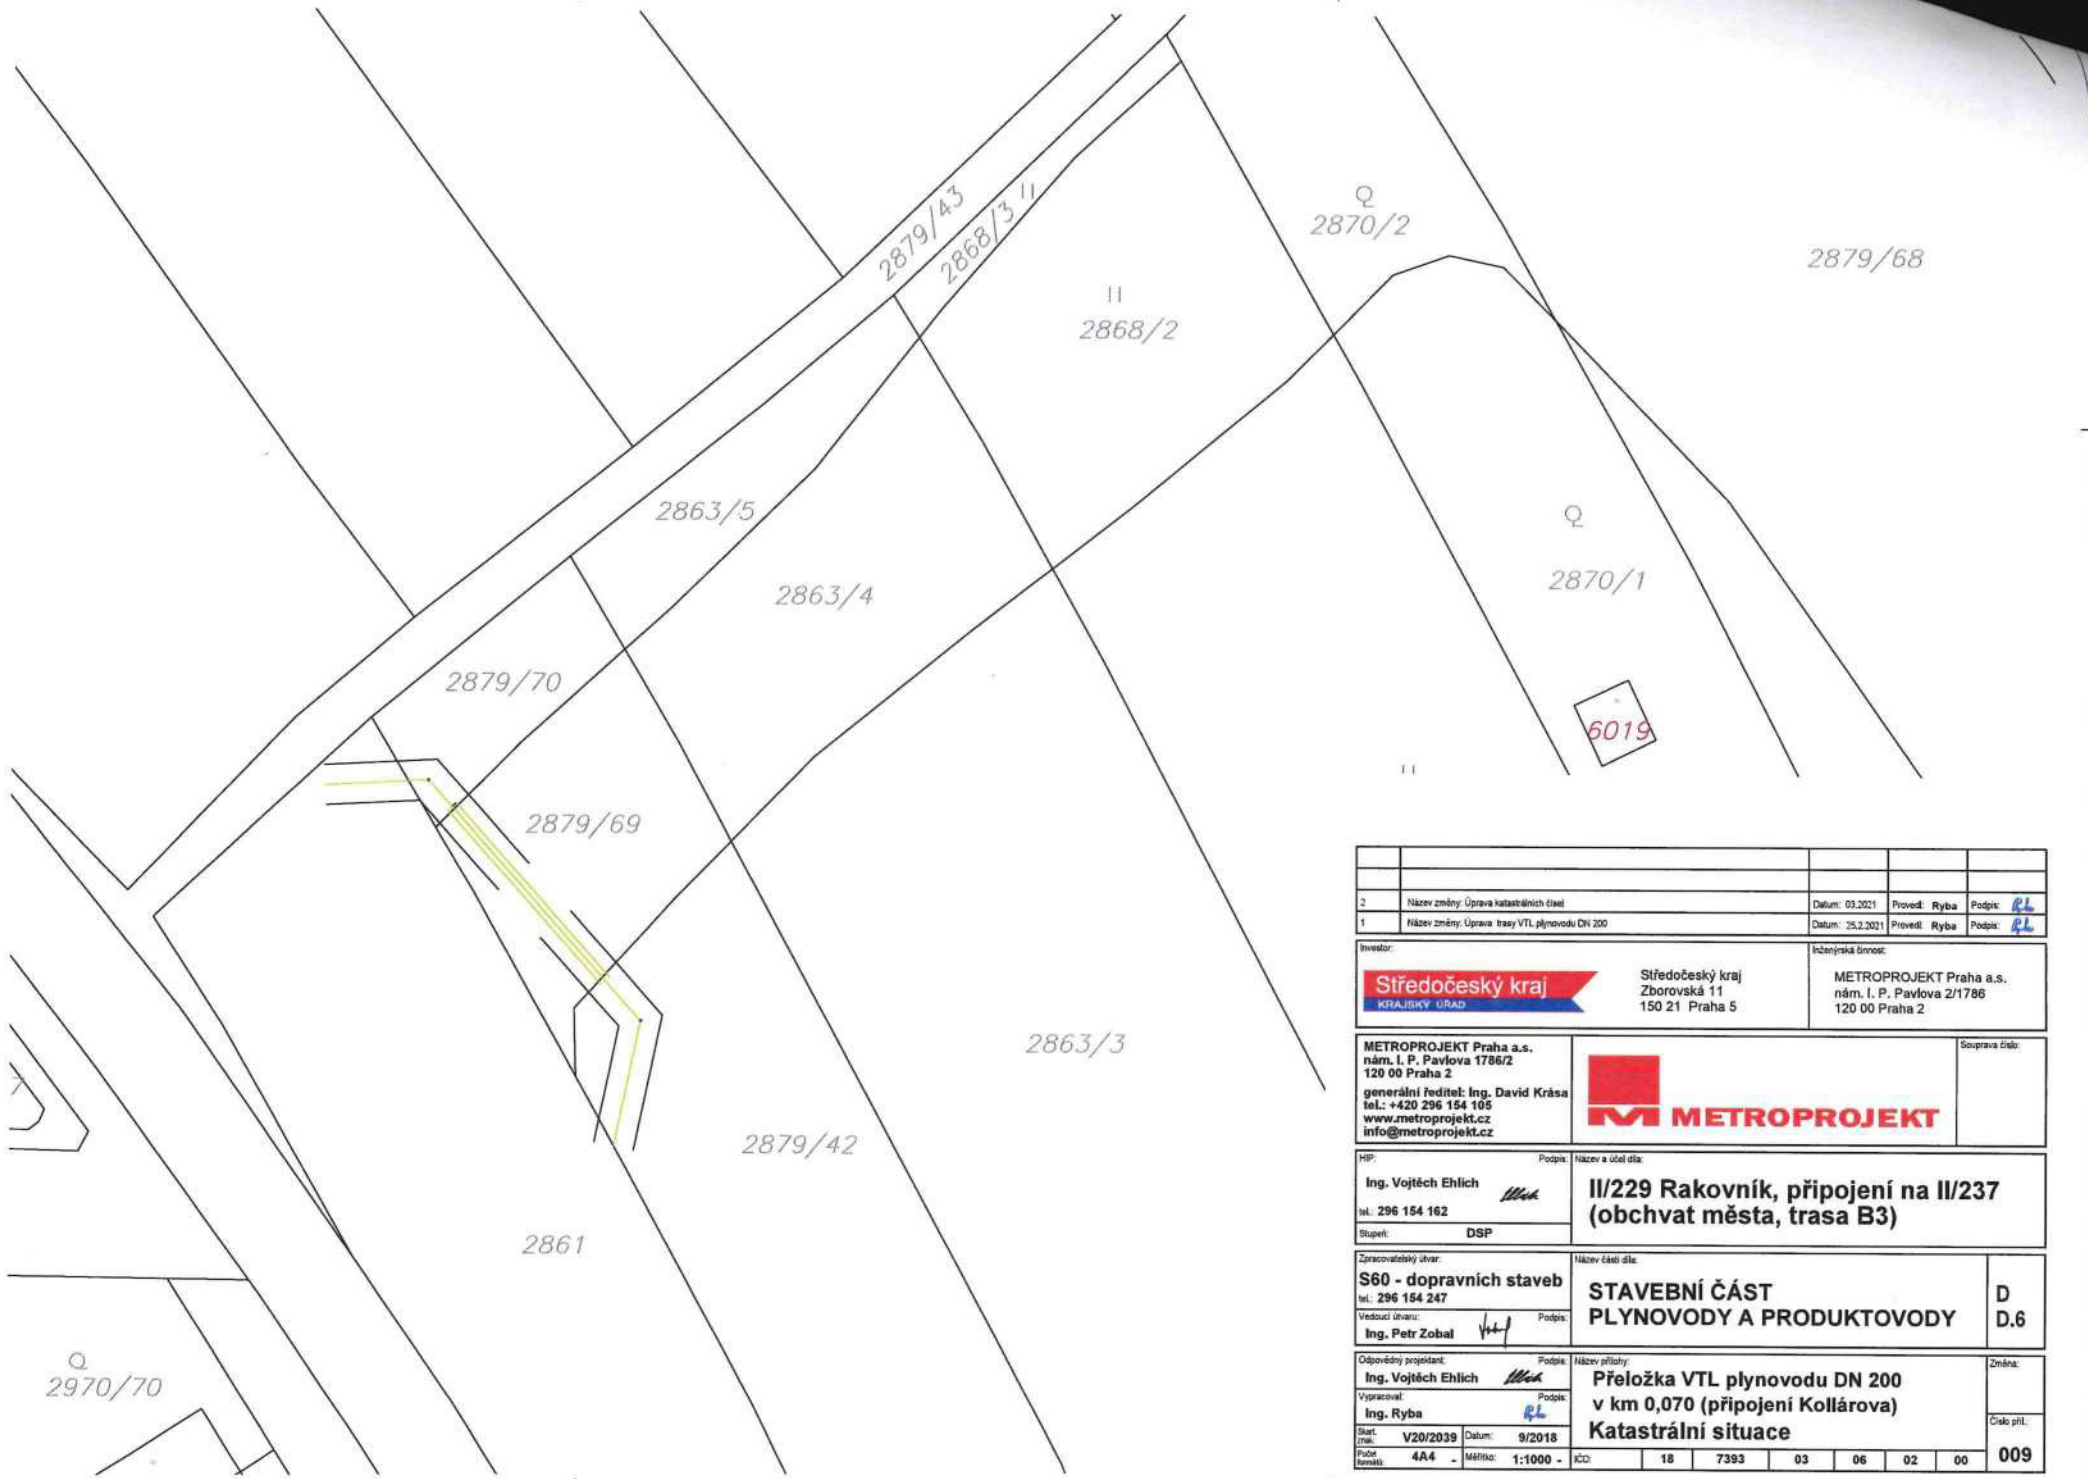 2879/43
2868/3
2868/2
2870/2
2879/68
2863/5
2863/4
2870/1
2879/70
6019
2879/69
2863/3
2879/42
2861
2970/70
7
2 Název změny: Úprava katastrálních čísel Datum: 03.2021 Provedl: Ryba Podpis:
1 Název změny: Úprava trasy VTL plynovodu DN 200 Datum: 25.2.2021 Provedl: Ryba Podpis:
Investor:
Středočeský kraj
KRAJSKÝ ÚŘAD
Středočeský kraj
Zborovská 11
150 21 Praha 5
Inženýrská činnost:
METROPROJEKT Praha a.s.
nám. I. P. Pavlova 2/1786
120 00 Praha 2
METROPROJEKT Praha a.s.
nám. I. P. Pavlova 1786/2
120 00 Praha 2
generální ředitel: Ing. David Krása
tel.: +420 296 154 105
www.metroprojekt.cz
info@metroprojekt.cz
METROPROJEKT
Souprava číslo:
HIP: Podpis:
Ing. Vojtěch Ehlich
tel.: 296 154 162
Stupeň: DSP
Název a účel díla:
II/229 Rakovník, připojení na II/237
(obchvat města, trasa B3)
Zpracovatelský útvar:
S60 - dopravních staveb
tel.: 296 154 247
Vedoucí útvaru: Podpis:
Ing. Petr Zobal
Název části díla:
STAVEBNÍ ČÁST
PLYNOVODY A PRODUKTOVODY
D
D.6
Odpovědný projektant: Podpis:
Ing. Vojtěch Ehlich
Vypracoval: Podpis:
Ing. Ryba
Skart. znak: V20/2039 Datum: 9/2018
Počet formátů: 4A4 - Měřítko: 1:1000 -
Název přílohy:
Přeložka VTL plynovodu DN 200
v km 0,070 (připojení Kollárova)
Katastrální situace
IČD: 18 7393 03 06 02 00
Změna:
Číslo příl.:
009